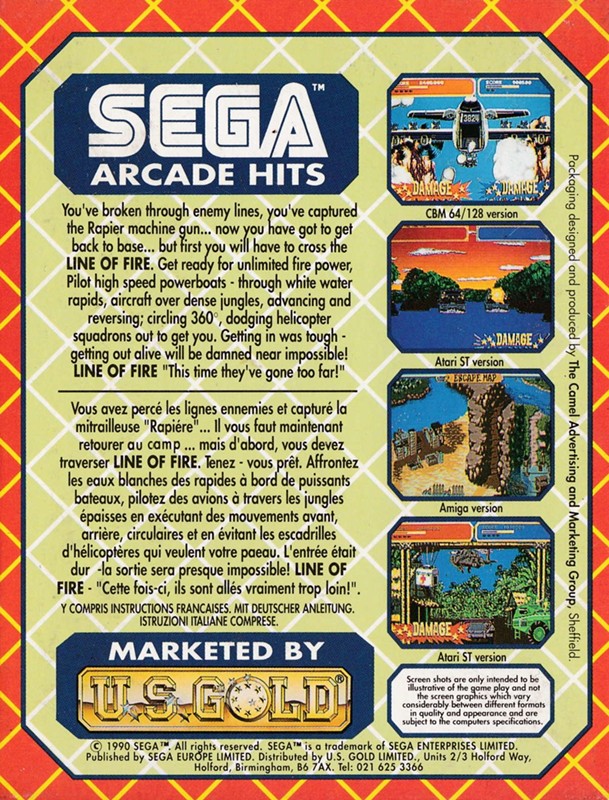 SEGA™
ARCADE HITS
You've broken through enemy lines, you've captured
the Rapier machine gun... now you have got to get
back to base... but first you will have to cross the
LINE OF FIRE. Get ready for unlimited fire power,
Pilot high speed powerboats - through white water
rapids, aircraft over dense jungles, advancing and
reversing; circling 360°, dodging helicopter
squadrons out to get you. Getting in was tough -
getting out alive will be damned near impossible!
LINE OF FIRE "This time they've gone too far!"
Vous avez percé les lignes ennemies et capturé la
mitrailleuse "Rapiére"... Il vous faut maintenant
retourer au camp ... mais d'abord, vous devez
traverser LINE OF FIRE. Tenez - vous prêt. Affrontez
les eaux blanches des rapides à bord de puissants
bateaux, pilotez des avions à travers les jungles
épaisses en exécutant des mouvements avant,
arrière, circulaires et en évitant les escadrilles
d'hélicoptères qui veulent votre paeau. L'entrée était
dur -la sortie sera presque impossible! LINE OF
FIRE - "Cette fois-ci, ils sont allés vraiment trop loin!".
Y COMPRIS INSTRUCTIONS FRANCAISES. MIT DEUTSCHER ANLEITUNG.
ISTRUZIONI ITALIANE COMPRESE.
MARKETED BY
U.S. GOLD®
SCORE
3824
DAMAGE DAMAGE
CBM 64/128 version
DAMAGE
Atari ST version
ESCAPE MAP
Amiga version
DAMAGE
Atari ST version
Screen shots are only intended to be
illustrative of the game play and not
the screen graphics which vary
considerably between different formats
in quality and appearance and are
subject to the computers specifications.
Packaging designed and produced by The Camel Advertising and Marketing Group, Sheffield.
© 1990 SEGA™. All rights reserved. SEGA™ is a trademark of SEGA ENTERPRISES LIMITED.
Published by SEGA EUROPE LIMITED. Distributed by U.S. GOLD LIMITED., Units 2/3 Holford Way,
Holford, Birmingham, B6 7AX. Tel: 021 625 3366